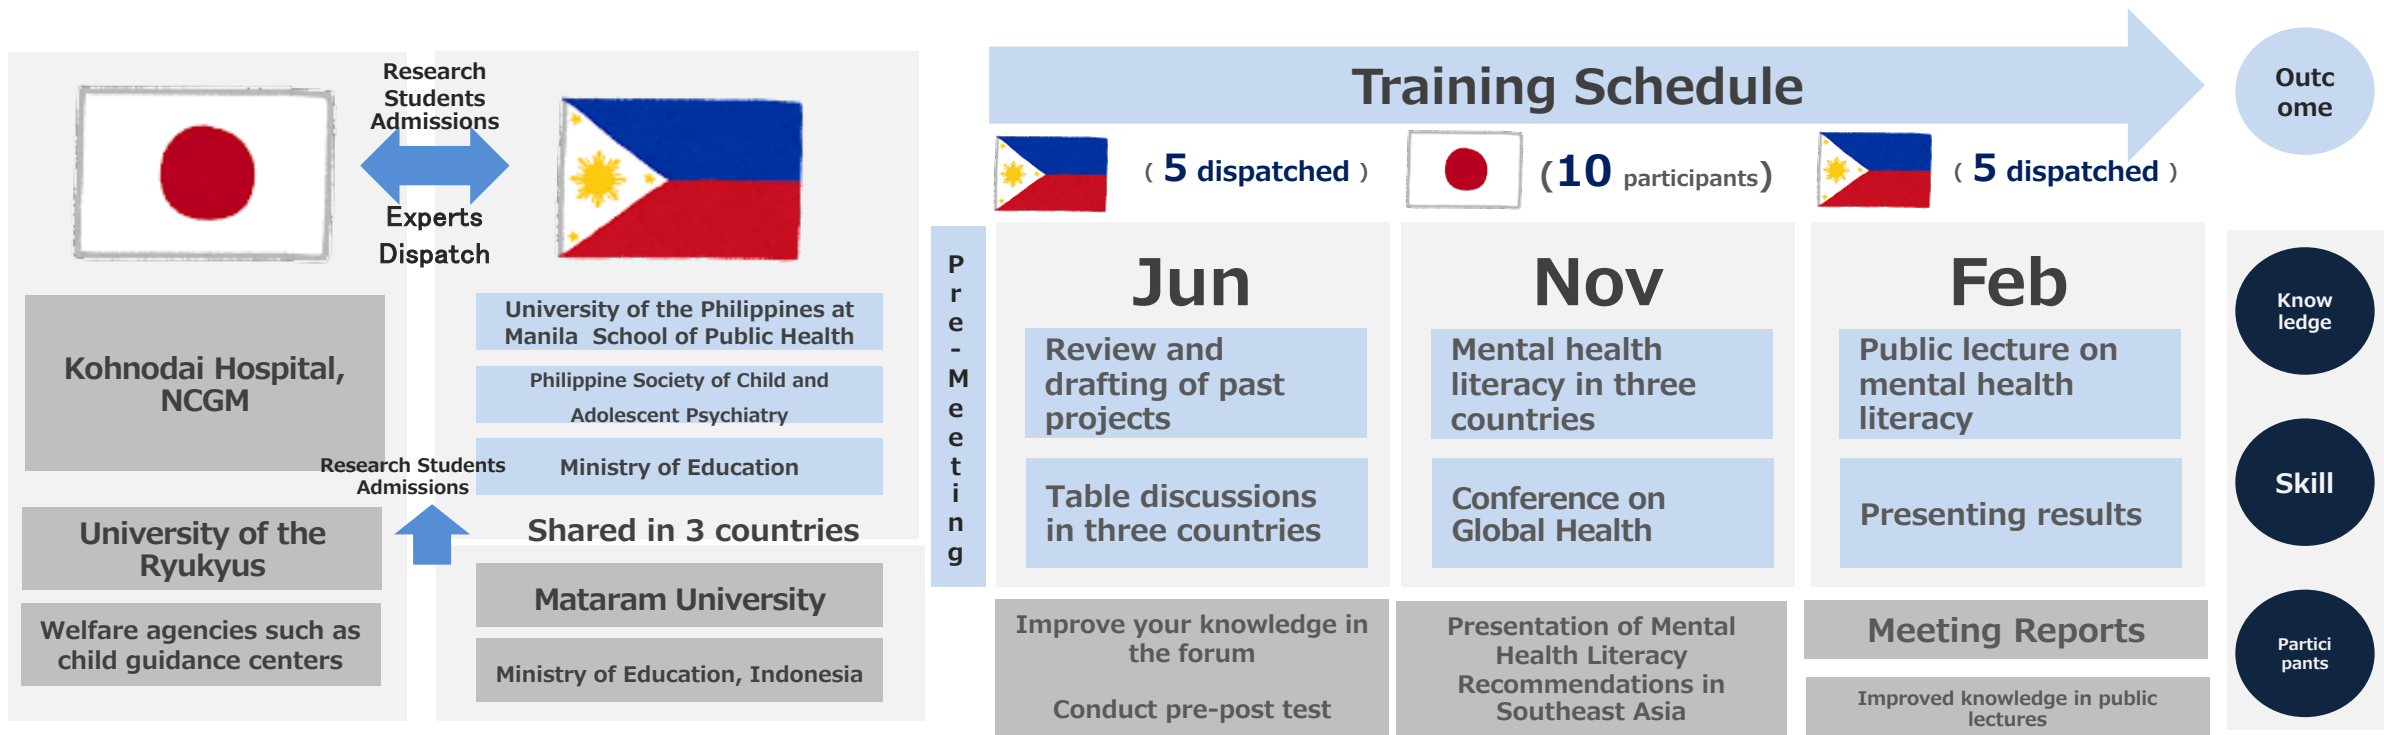 Research
Students
Admissions
Experts
Dispatch
Kohnodai Hospital,
NCGM
University of the
Ryukyus
Welfare agencies such as
child guidance centers
University of the Philippines at
Manila School of Public Health
Philippine Society of Child and
Adolescent Psychiatry
Ministry of Education
Research Students
Admissions
Shared in 3 countries
Mataram University
Ministry of Education, Indonesia
Pre-Meeting
Training Schedule
( 5 dispatched )
(10 participants)
( 5 dispatched )
Jun
Review and
drafting of past
projects
Table discussions
in three countries
Improve your knowledge in
the forum
Conduct pre-post test
Nov
Mental health
literacy in three
countries
Conference on
Global Health
Presentation of Mental
Health Literacy
Recommendations in
Southeast Asia
Feb
Public lecture on
mental health
literacy
Presenting results
Meeting Reports
Improved knowledge in public
lectures
Outc
ome
Know
ledge
Skill
Partici
pants